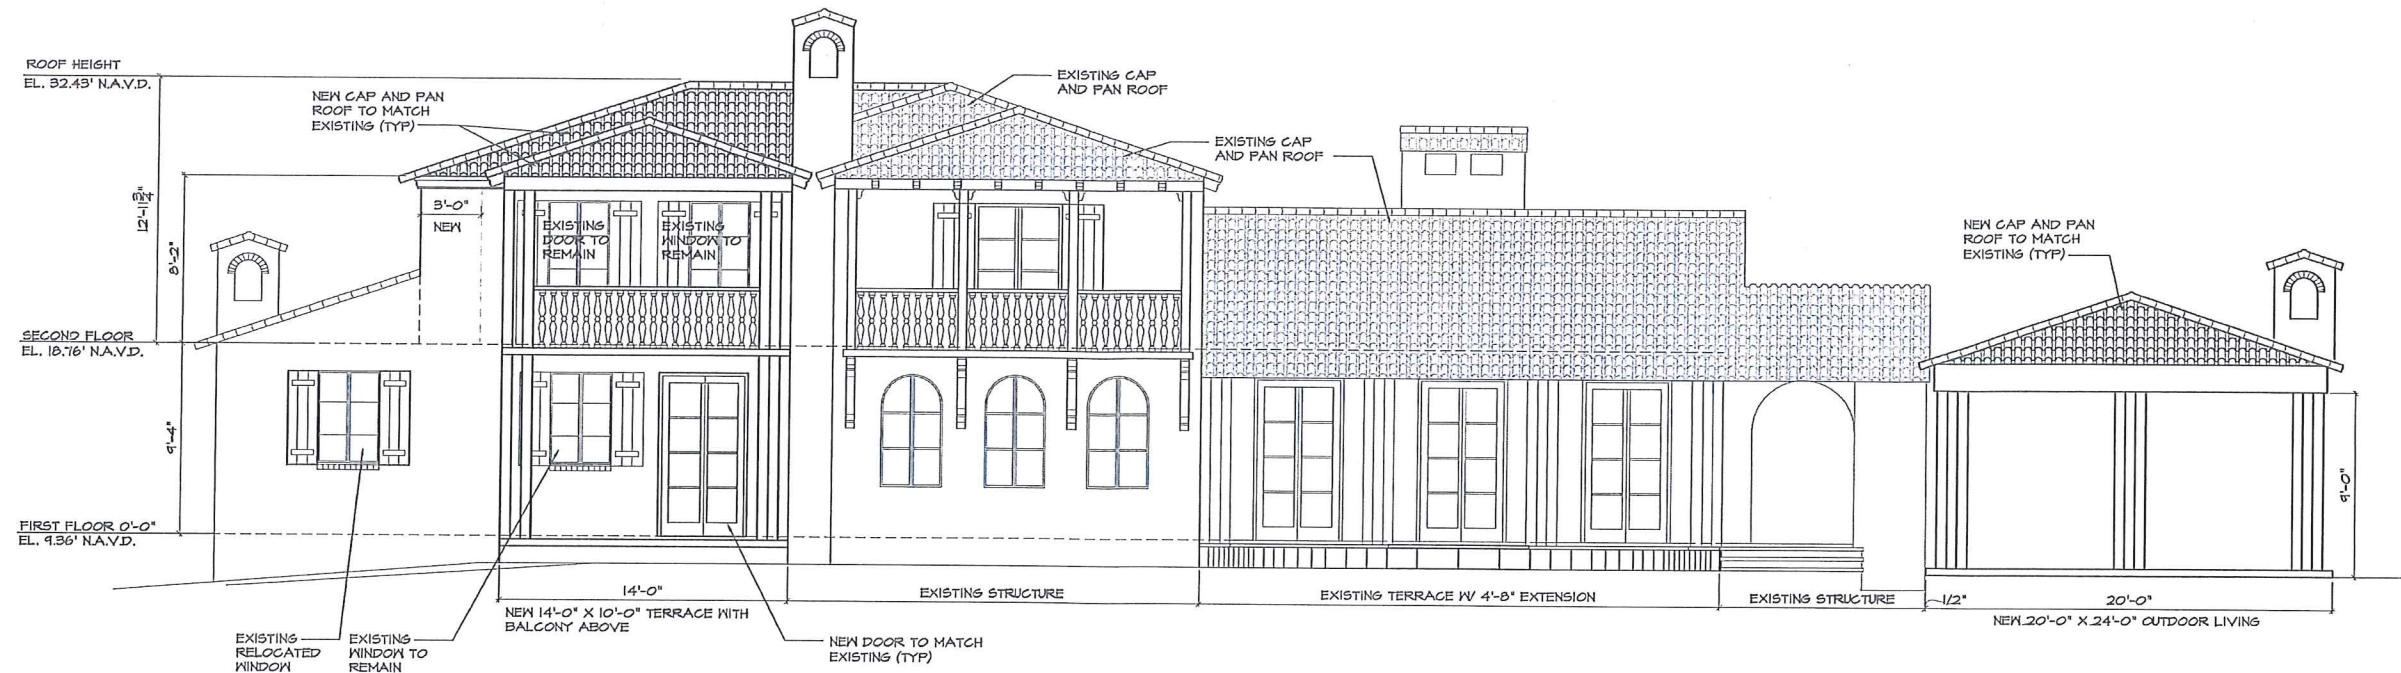 ROOF HEIGHT
EL. 32.43' N.A.V.D.
NEW CAP AND PAN
ROOF TO MATCH
EXISTING (TYP)
EXISTING CAP
AND PAN ROOF
EXISTING CAP
AND PAN ROOF
12'-11 3/4"
8'-2"
3'-0"
NEW
EXISTING
DOOR TO
REMAIN
EXISTING
WINDOW TO
REMAIN
NEW CAP AND PAN
ROOF TO MATCH
EXISTING (TYP)
SECOND FLOOR
EL. 18.76' N.A.V.D.
9'-4"
9'-0"
FIRST FLOOR 0'-0"
EL. 9.36' N.A.V.D.
14'-0"
NEW 14'-0" X 10'-0" TERRACE WITH
BALCONY ABOVE
EXISTING STRUCTURE
EXISTING TERRACE W/ 4'-8" EXTENSION
EXISTING STRUCTURE
1/2"
20'-0"
NEW 20'-0" X 24'-0" OUTDOOR LIVING
EXISTING
RELOCATED
WINDOW
EXISTING
WINDOW TO
REMAIN
NEW DOOR TO MATCH
EXISTING (TYP)